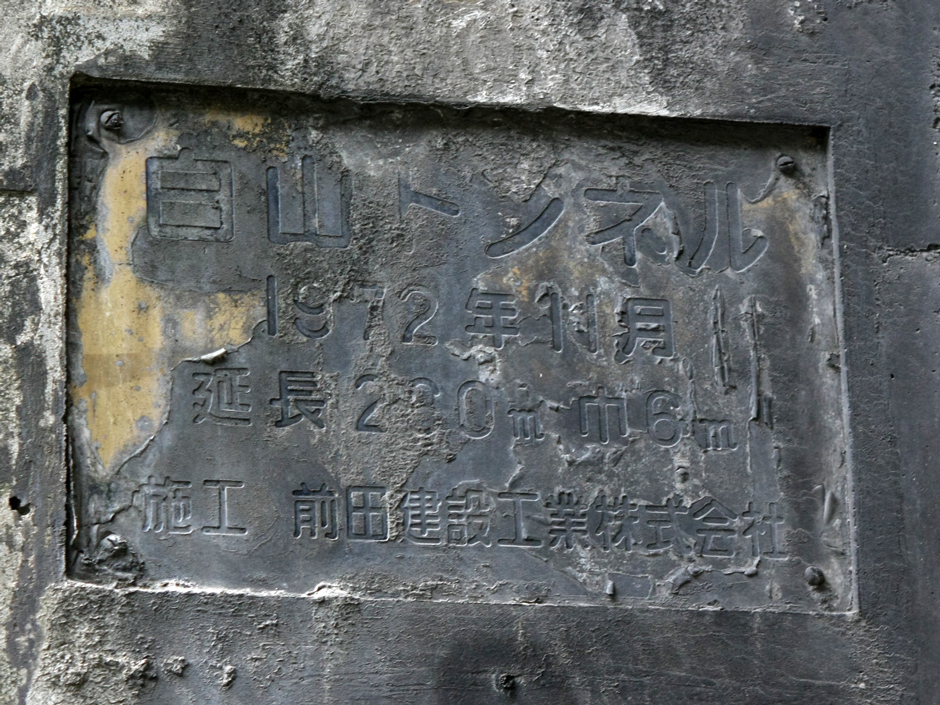 白山トンネル
1972年11月
延長 m 巾6m
施工 前田建設工業株式会社